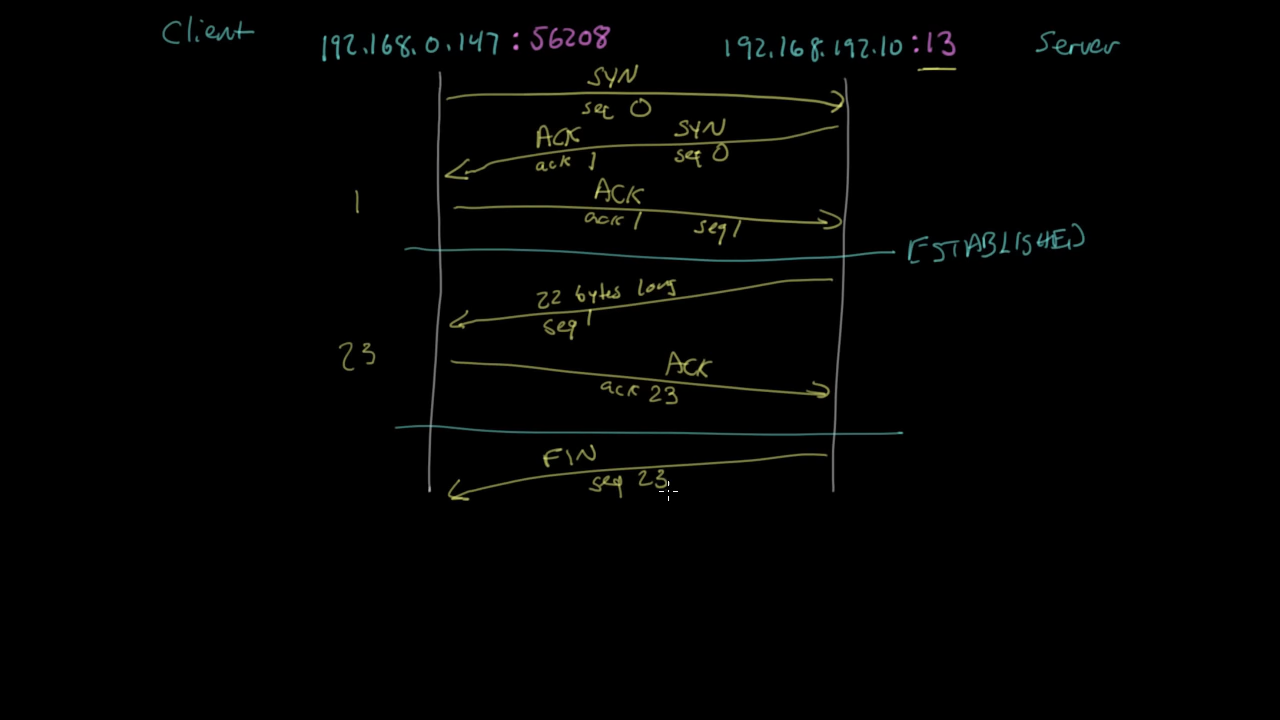 Client 192.168.0.147:56208 192.168.192.10:13 Server
SYN
seq 0
ACK SYN
ack 1 seq 0
1
ACK
ack 1 seq 1
ESTABLISHED
22 bytes long
seq 1
23
ACK
ack 23
FIN
seq 23